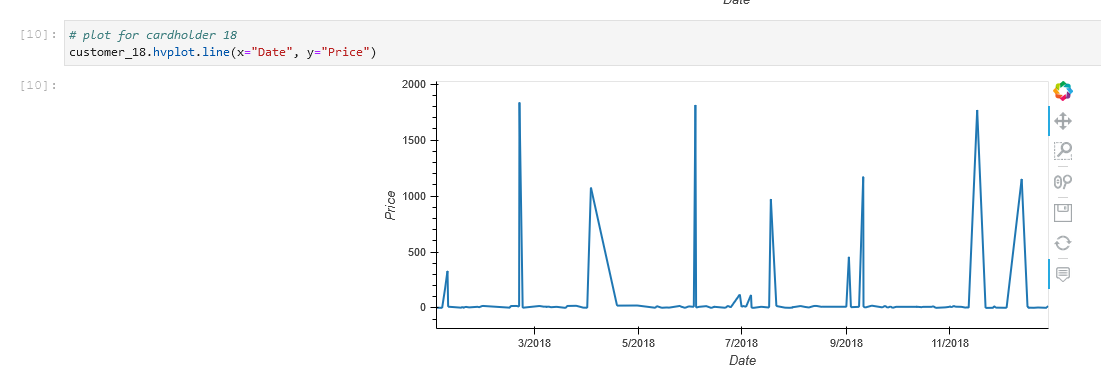 Date
[10]:
# plot for cardholder 18
customer_18.hvplot.line(x="Date", y="Price")
[10]:
2000
1500
1000
500
0
Price
3/2018
5/2018
7/2018
9/2018
11/2018
Date